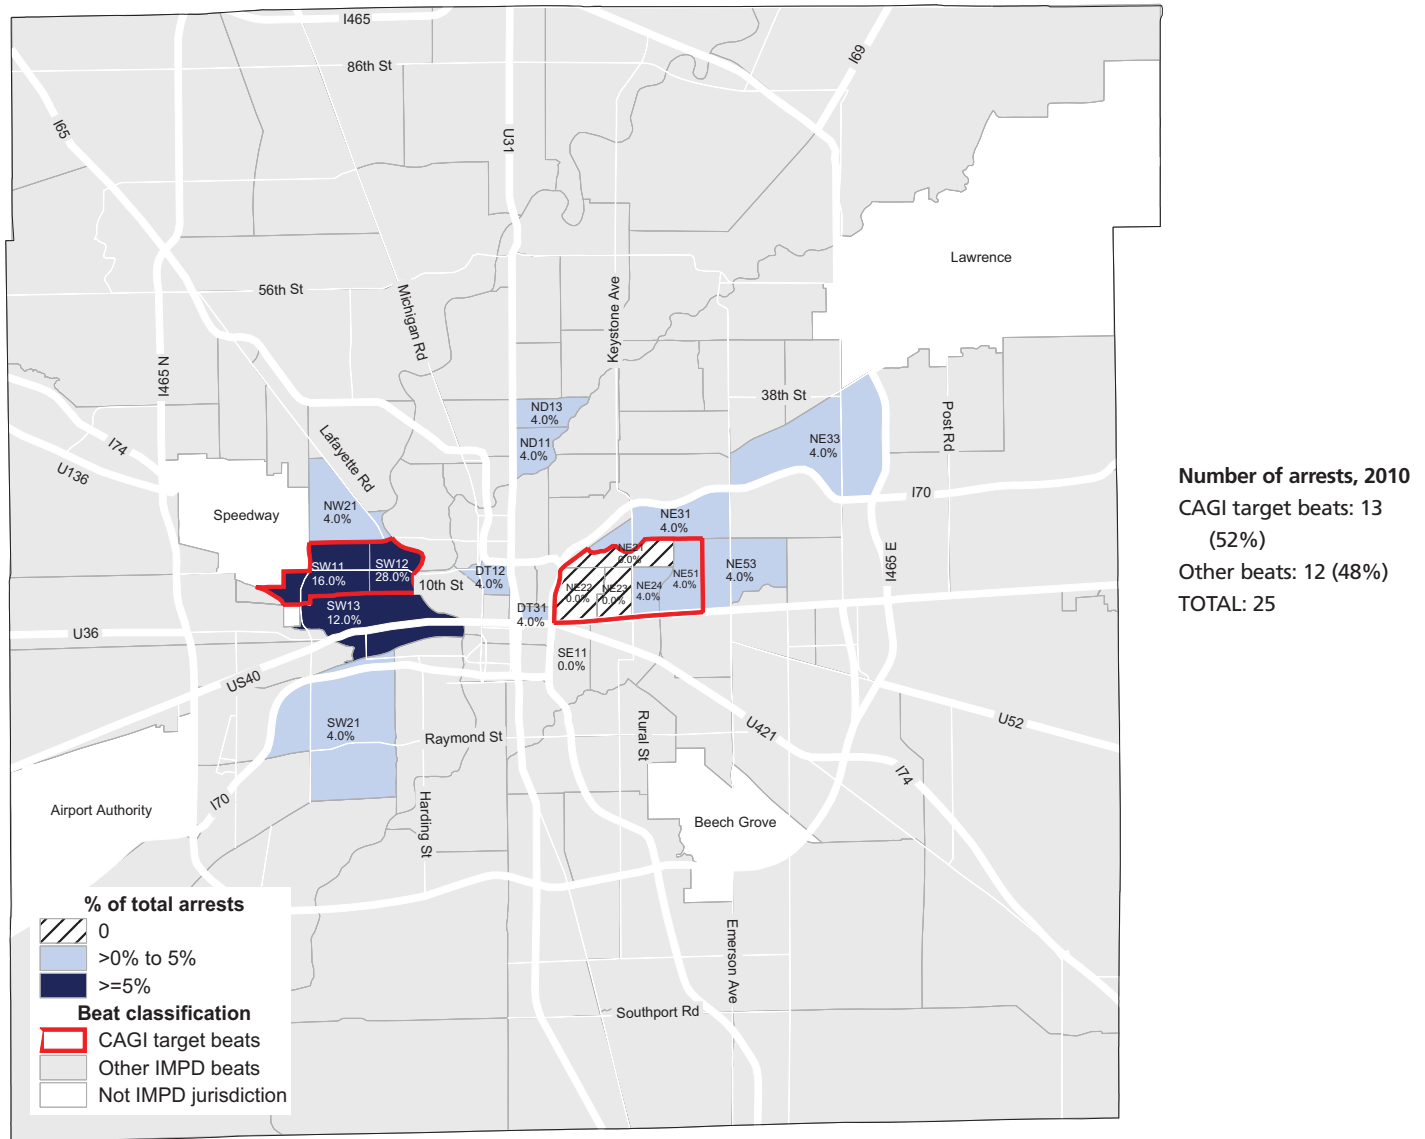 I465
86th St
I69
I65
U31
Lawrence
56th St
Michigan Rd
Keystone Ave
I465 N
38th St
ND13
4.0%
Post Rd
Lafayette Rd
NE33
4.0%
I74
ND11
4.0%
U136
I70
NW21
4.0%
Speedway
NE31
4.0%
NE21
0.0%
SW11
16.0%
SW12
28.0%
10th St
DT12
4.0%
NE22
0.0%
NE23
0.0%
NE24
4.0%
NE51
4.0%
NE53
4.0%
I465 E
SW13
12.0%
DT31
4.0%
U36
SE11
0.0%
US40
SW21
4.0%
Raymond St
Rural St
U421
U52
I74
I70
Airport Authority
Harding St
Beech Grove
Emerson Ave
Southport Rd
% of total arrests
0
>0% to 5%
>=5%
Beat classification
CAGI target beats
Other IMPD beats
Not IMPD jurisdiction
Number of arrests, 2010
CAGI target beats: 13
(52%)
Other beats: 12 (48%)
TOTAL: 25